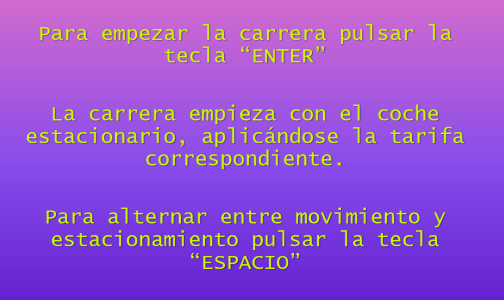 Para empezar la carrera pulsar la
tecla “ENTER”
La carrera empieza con el coche
estacionario, aplicándose la tarifa
correspondiente.
Para alternar entre movimiento y
estacionamiento pulsar la tecla
“ESPACIO”